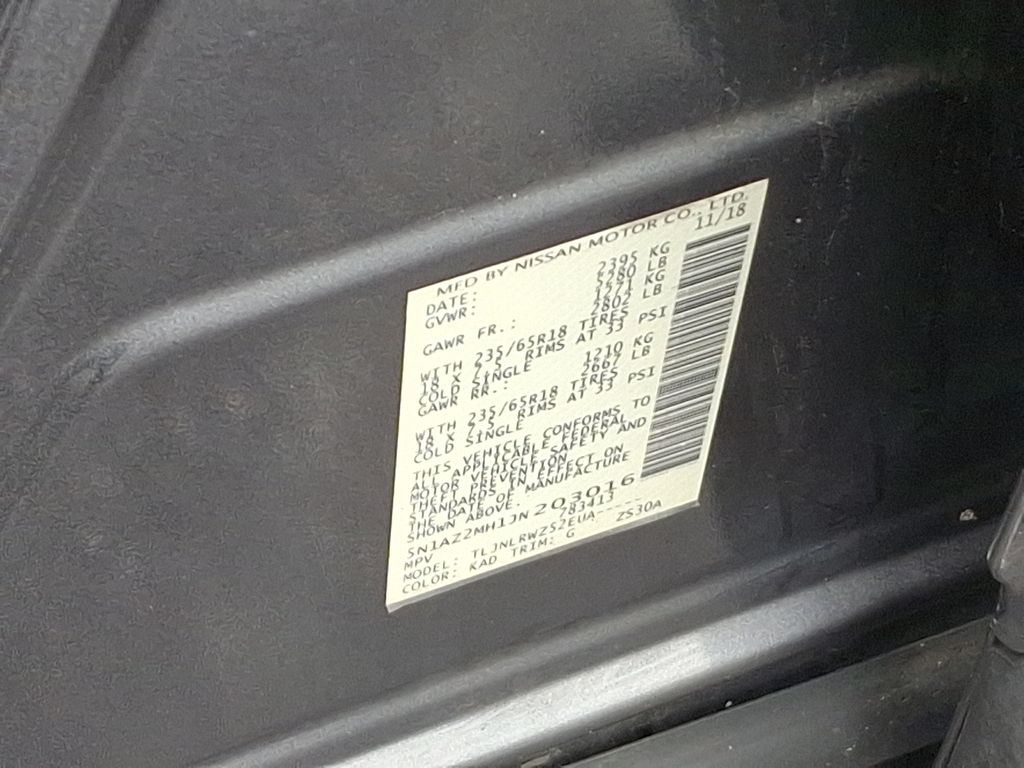 MFD BY NISSAN MOTOR CO., LTD.
DATE: 11/18
GVWR: 2395 KG
5280 LB
GAWR FR.: 1271 KG
2802 LB
WITH 235/65R18 TIRES
18 X 7.5 RIMS AT 33 PSI
COLD SINGLE
GAWR RR.: 1210 KG
2667 LB
WITH 235/65R18 TIRES
18 X 7.5 RIMS AT 33 PSI
COLD SINGLE
THIS VEHICLE CONFORMS TO
ALL APPLICABLE FEDERAL
MOTOR VEHICLE SAFETY AND
THEFT PREVENTION
STANDARDS IN EFFECT ON
THE DATE OF MANUFACTURE
SHOWN ABOVE.
5N1AZ2MH1JN203016
MPV 783413
MODEL: TLJNLRWZ52EUA----
COLOR: KAD TRIM: G Z530A